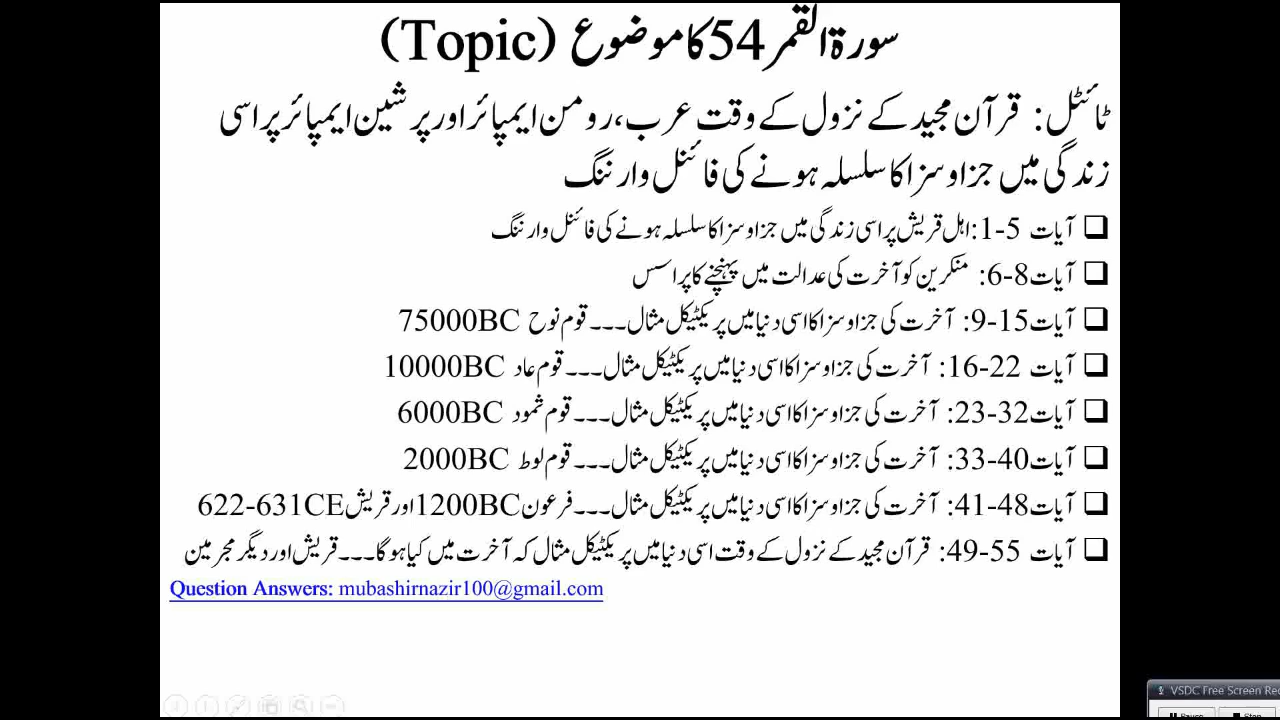 سورۃ القمر 54 کا موضوع (Topic)
ٹائٹل: قرآن مجید کے نزول کے وقت عرب، رومن ایمپائر اور پرشین ایمپائر پر اسی
زندگی میں جزا و سزا کا سلسلہ ہونے کی فائنل وارننگ
❑ آیات 1-5: اہل قریش پر اسی زندگی میں جزا و سزا کا سلسلہ ہونے کی فائنل وارننگ
❑ آیات 6-8: منکرین کو آخرت کی عدالت میں پہنچنے کا پراسس
❑ آیات 9-15: آخرت کی جزا و سزا کا اسی دنیا میں پریکٹیکل مثال۔۔۔ قوم نوح 75000BC
❑ آیات 16-22: آخرت کی جزا و سزا کا اسی دنیا میں پریکٹیکل مثال۔۔۔ قوم عاد 10000BC
❑ آیات 23-32: آخرت کی جزا و سزا کا اسی دنیا میں پریکٹیکل مثال۔۔۔ قوم ثمود 6000BC
❑ آیات 33-40: آخرت کی جزا و سزا کا اسی دنیا میں پریکٹیکل مثال۔۔۔ قوم لوط 2000BC
❑ آیات 41-48: آخرت کی جزا و سزا کا اسی دنیا میں پریکٹیکل مثال۔۔۔ فرعون 1200BC اور قریش 622-631CE
❑ آیات 49-55: قرآن مجید کے نزول کے وقت اسی دنیا میں پریکٹیکل مثال کہ آخرت میں کیا ہو گا۔۔۔ قریش اور دیگر مجرمین
Question Answers: mubashirnazir100@gmail.com
VSDC Free Screen Rec
Pause Stop